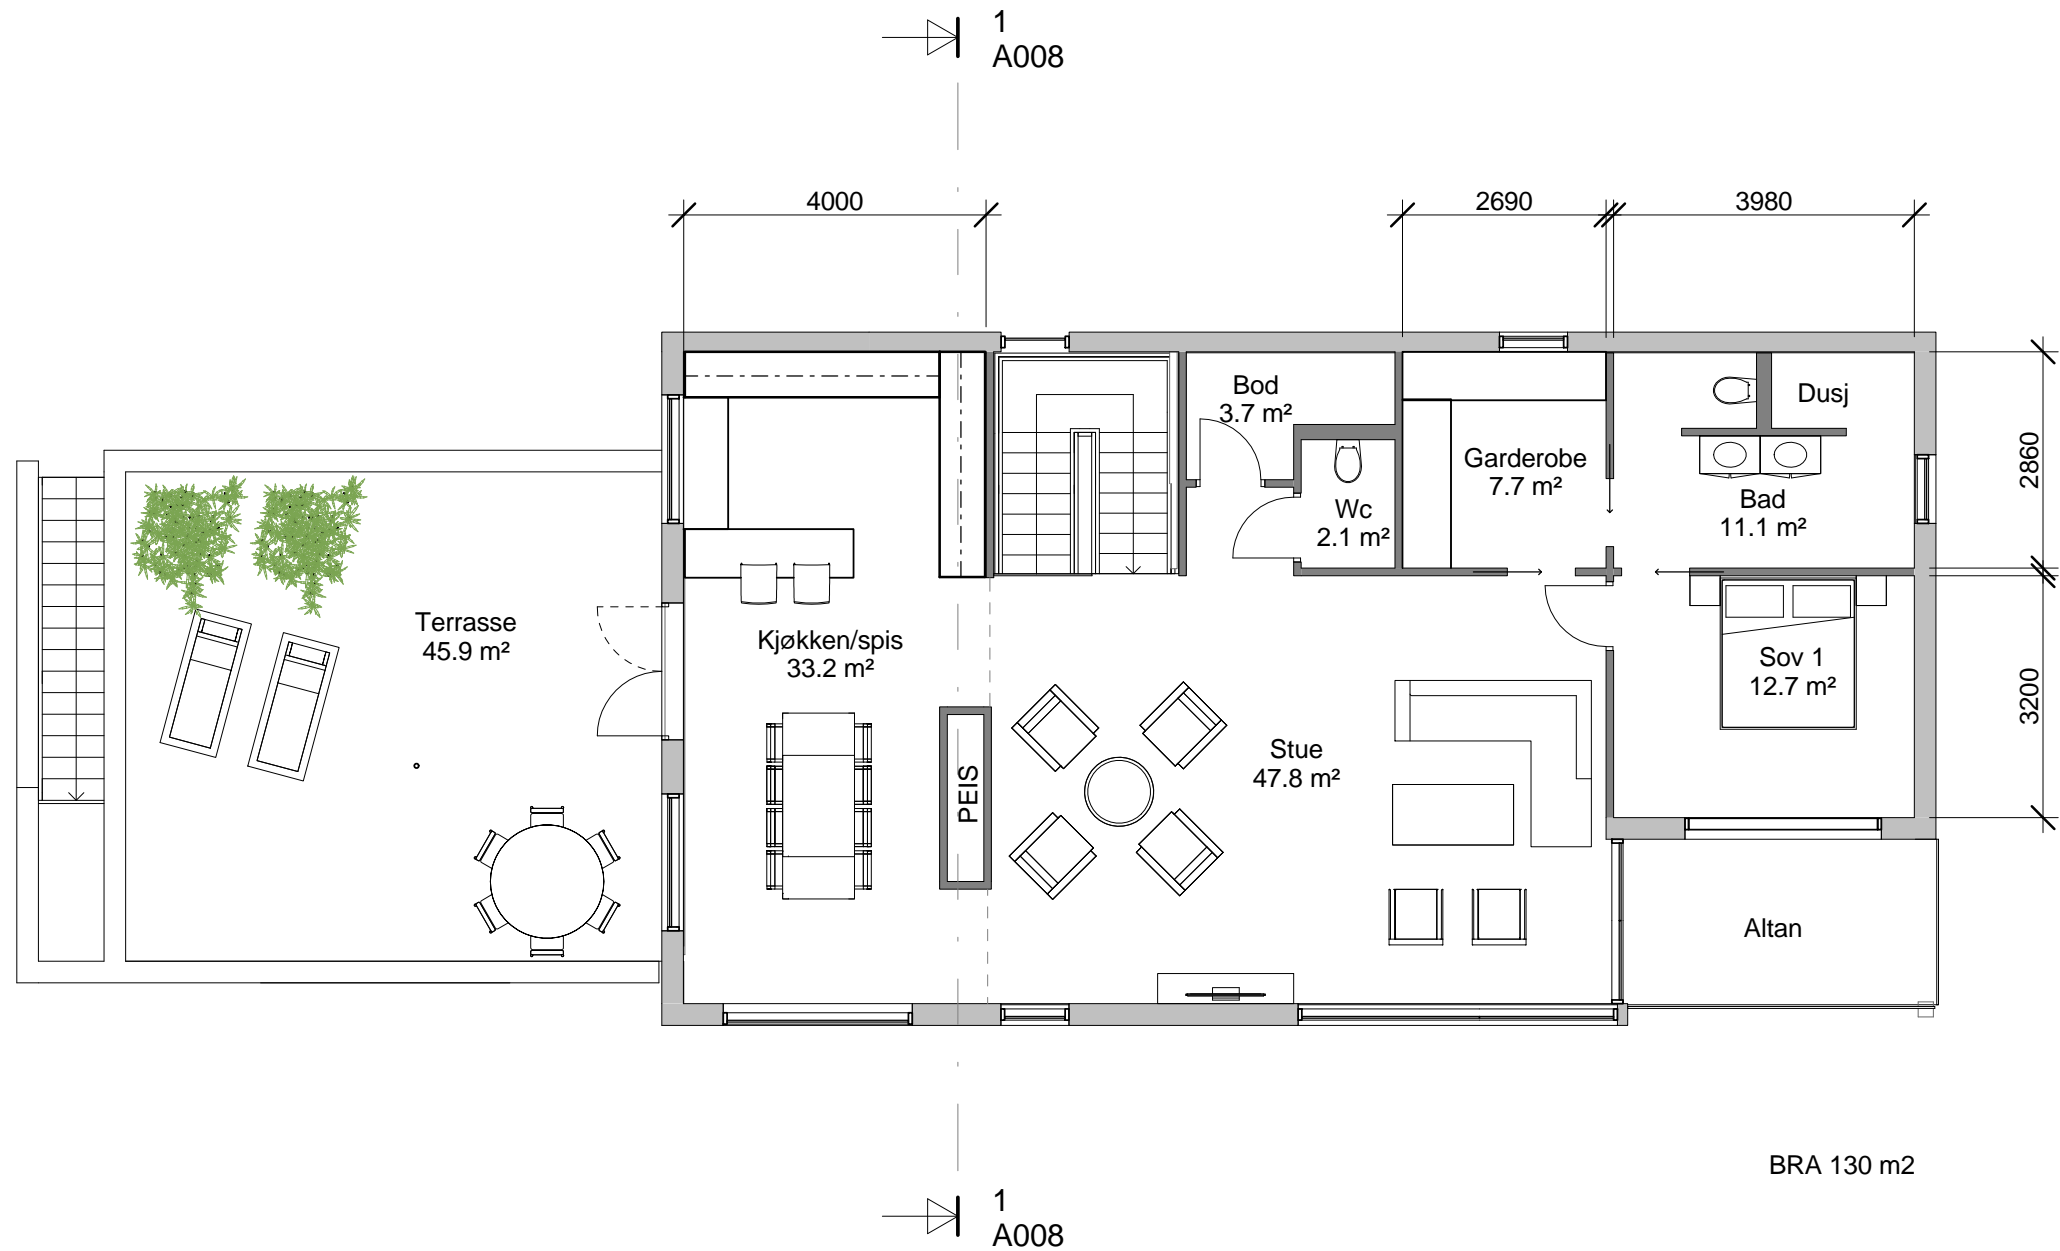 1
A008
4000
2690
3980
Bod
3.7 m²
Dusj
Garderobe
7.7 m²
Wc
2.1 m²
Bad
11.1 m²
2860
Terrasse
45.9 m²
Kjøkken/spis
33.2 m²
Sov 1
12.7 m²
3200
Stue
47.8 m²
PEIS
Altan
BRA 130 m2
1
A008